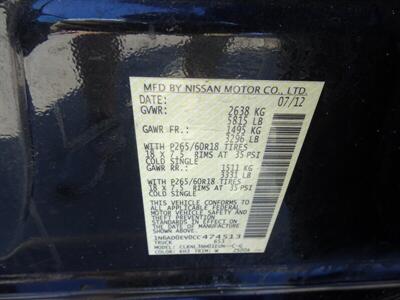 MFD BY NISSAN MOTOR CO., LTD.
DATE: 07/12
GVWR: 2638 KG
5815 LB
GAWR FR.: 1495 KG
3296 LB
WITH P265/60R18 TIRES
18 X 7.5 RIMS AT 35 PSI
COLD SINGLE
GAWR RR.: 1511 KG
3331 LB
WITH P265/60R18 TIRES
18 X 7.5 RIMS AT 35 PSI
COLD SINGLE
THIS VEHICLE CONFORMS TO ALL
APPLICABLE FEDERAL MOTOR VEHICLE
SAFETY AND THEFT PREVENTION
STANDARDS IN EFFECT ON THE DATE
OF MANUFACTURE SHOWN ABOVE.
474513
TRUCK
COLOR: KH3 TRIM: W